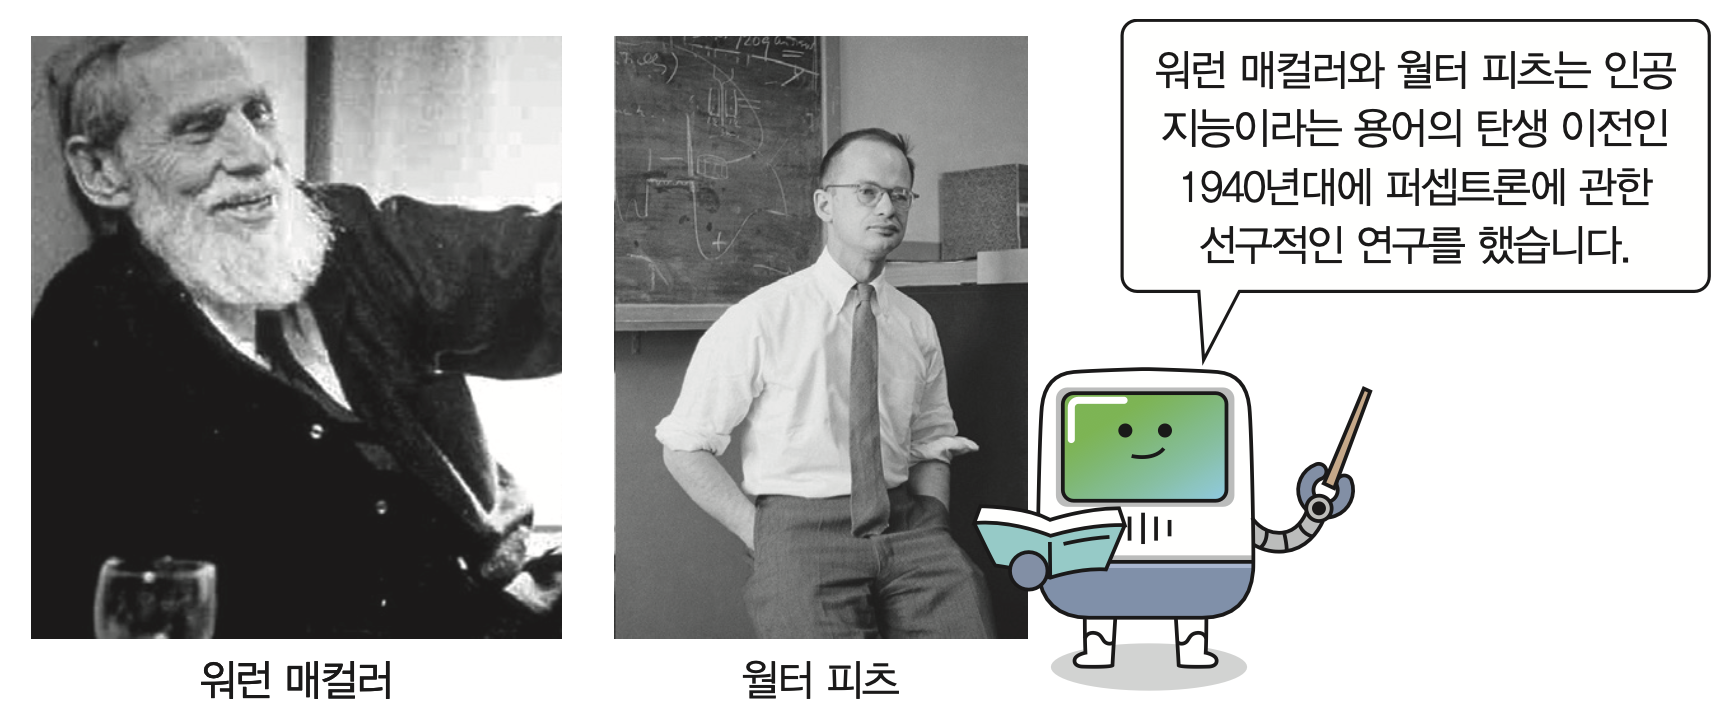 워런 매컬러와 월터 피츠는 인공
지능이라는 용어의 탄생 이전인
1940년대에 퍼셉트론에 관한
선구적인 연구를 했습니다.
워런 매컬러
월터 피츠